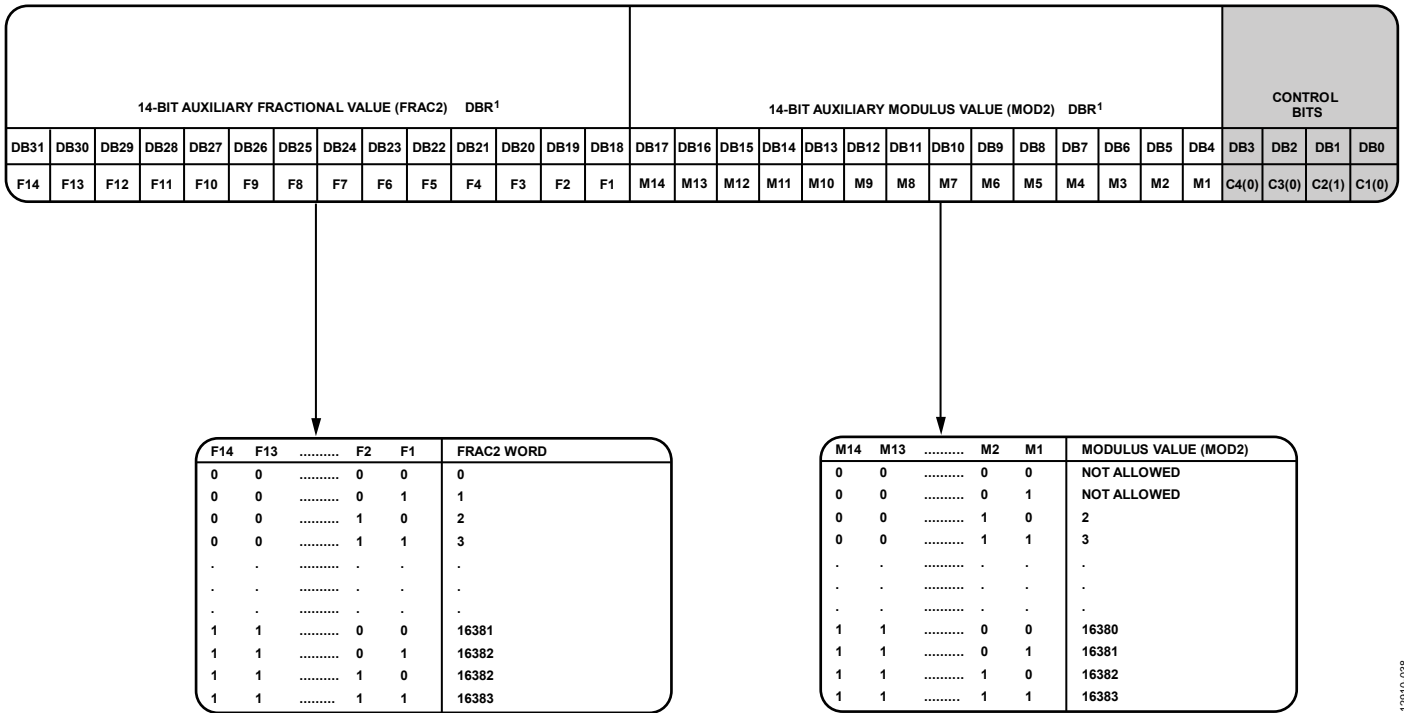 14-BIT AUXILIARY FRACTIONAL VALUE (FRAC2) DBR1 14-BIT AUXILIARY MODULUS VALUE (MOD2) DBR1 CONTROL BITS
DB31 DB30 DB29 DB28 DB27 DB26 DB25 DB24 DB23 DB22 DB21 DB20 DB19 DB18 DB17 DB16 DB15 DB14 DB13 DB12 DB11 DB10 DB9 DB8 DB7 DB6 DB5 DB4 DB3 DB2 DB1 DB0
F14 F13 F12 F11 F10 F9 F8 F7 F6 F5 F4 F3 F2 F1 M14 M13 M12 M11 M10 M9 M8 M7 M6 M5 M4 M3 M2 M1 C4(0) C3(0) C2(1) C1(0)
F14 F13 .......... F2 F1 FRAC2 WORD
0 0 .......... 0 0 0
0 0 .......... 0 1 1
0 0 .......... 1 0 2
0 0 .......... 1 1 3
. . .......... . . .
. . .......... . . .
. . .......... . . .
1 1 .......... 0 0 16381
1 1 .......... 0 1 16382
1 1 .......... 1 0 16382
1 1 ......... 1 1 16383
M14 M13 .......... M2 M1 MODULUS VALUE (MOD2)
0 0 .......... 0 0 NOT ALLOWED
0 0 .......... 0 1 NOT ALLOWED
0 0 .......... 1 0 2
0 0 .......... 1 1 3
. . .......... . . .
. . .......... . . .
. . .......... . . .
1 1 .......... 0 0 16380
1 1 .......... 0 1 16381
1 1 .......... 1 0 16382
1 1 .......... 1 1 16383
12910-038